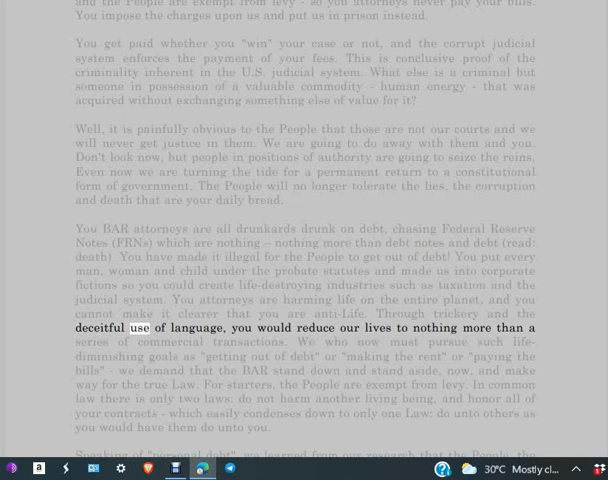 and the People are exempt from levy - so you attorneys never pay your bills.
You impose the charges upon us and put us in prison instead.
You get paid whether you "win" your case or not, and the corrupt judicial
system enforces the payment of your fees. This is conclusive proof of the
criminality inherent in the U.S. judicial system. What else is a criminal but
someone in possession of a valuable commodity - human energy - that was
acquired without exchanging something else of value for it?
Well, it is painfully obvious to the People that those are not our courts and we
will never get justice in them. We are going to do away with them and you.
Don't look now, but people in positions of authority are going to seize the reins.
Even now we are turning the tide for a permanent return to a constitutional
form of government. The People will no longer tolerate the lies, the corruption
and death that are your daily bread.
You BAR attorneys are all drunkards drunk on debt, chasing Federal Reserve
Notes (FRNs) which are nothing – nothing more than debt notes and debt (read:
death). You have made it illegal for the People to get out of debt! You put every
man, woman and child under the probate statutes and made us into corporate
fictions so you could create life-destroying industries such as taxation and the
judicial system. You attorneys are harming life on the entire planet, and you
cannot make it clearer that you are anti-Life. Through trickery and the
deceitful use of language, you would reduce our lives to nothing more than a
series of commercial transactions. We who now must pursue such life-
diminishing goals as "getting out of debt" or "making the rent" or "paying the
bills" - we demand that the BAR stand down and stand aside, now, and make
way for the true Law. For starters, the People are exempt from levy. In common
law there is only two laws: do not harm another living being, and honor all of
your contracts - which easily condenses down to only one Law: do unto others as
you would have them do unto you.
Speaking of "personal debt", we learned from our research that the People, the
30°C Mostly cl...